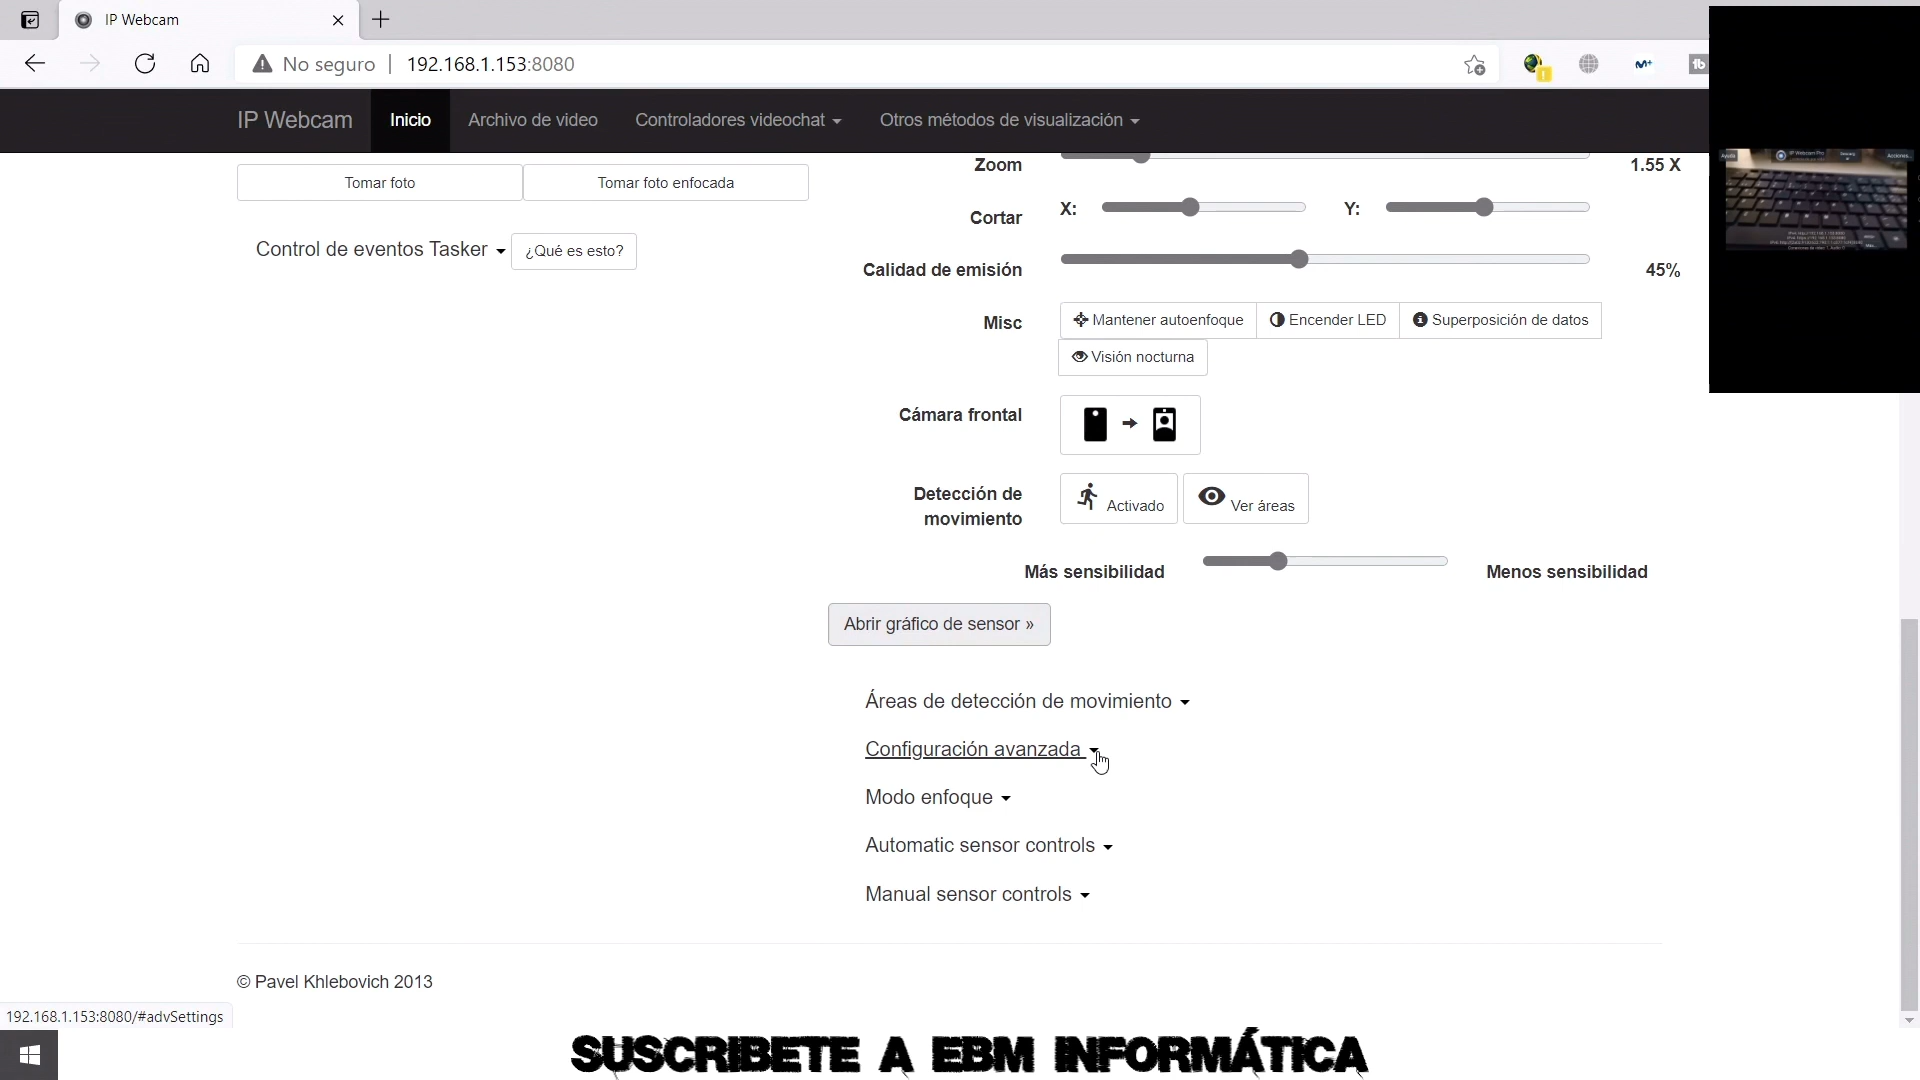 IP Webcam
No seguro | 192.168.1.153:8080
IP Webcam Inicio Archivo de video Controladores videochat Otros métodos de visualización
Zoom 1.55 X
Tomar foto Tomar foto enfocada
Cortar X: Y:
Control de eventos Tasker ¿Qué es esto?
Calidad de emisión 45%
Misc Mantener autoenfoque Encender LED Superposición de datos
Visión nocturna
Cámara frontal
Detección de
movimiento
Activado Ver áreas
Más sensibilidad Menos sensibilidad
Abrir gráfico de sensor »
Áreas de detección de movimiento
Configuración avanzada
Modo enfoque
Automatic sensor controls
Manual sensor controls
© Pavel Khlebovich 2013
192.168.1.153:8080/#advSettings
SUSCRIBETE A EBM INFORMÁTICA